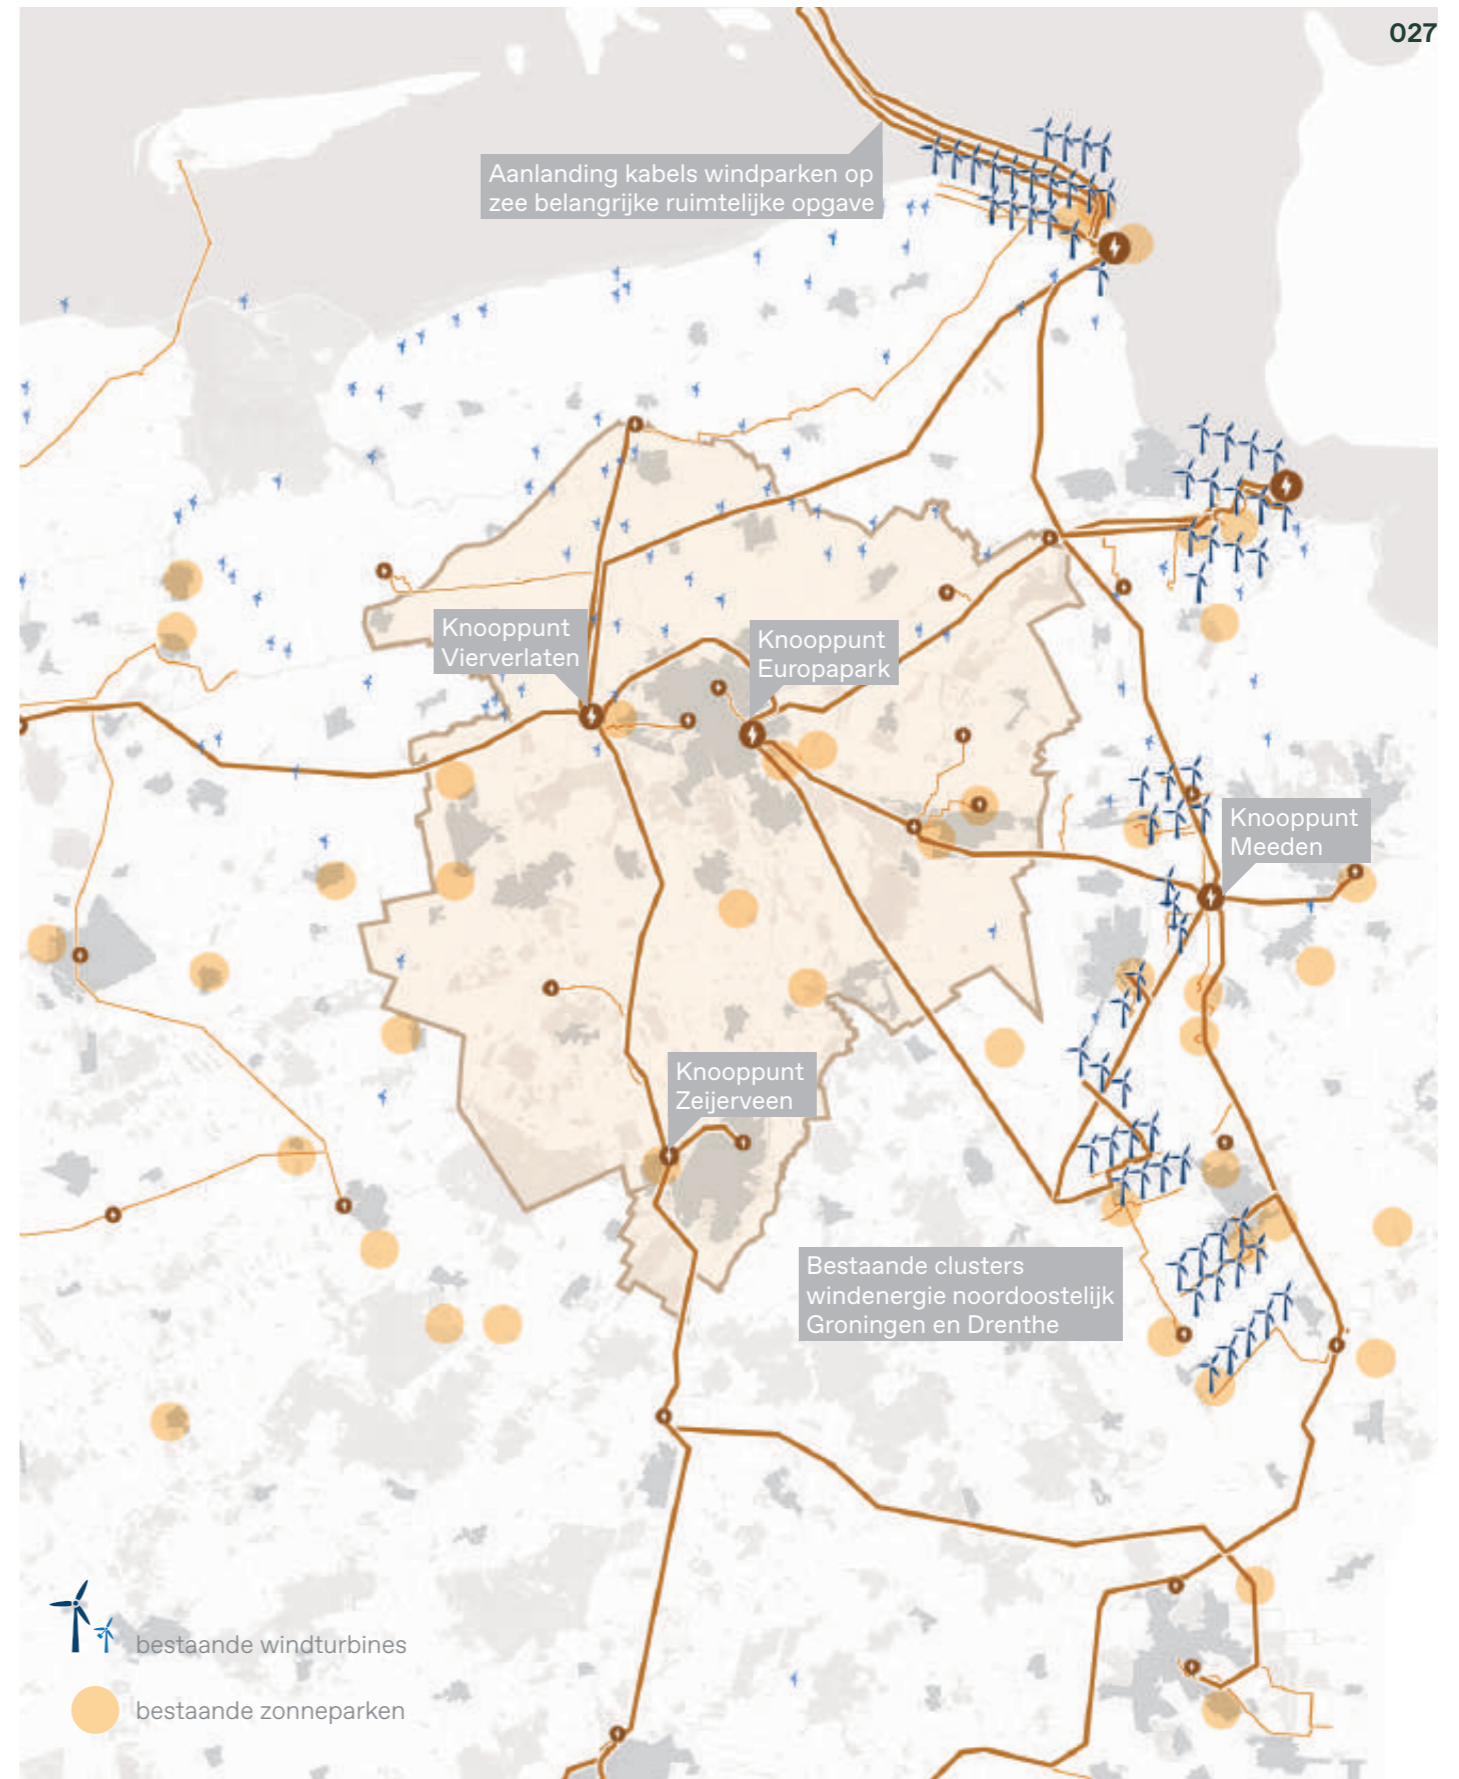 027
Aanlanding kabels windparken op
zee belangrijke ruimtelijke opgave
Knooppunt
Vierverlaten
Knooppunt
Europapark
Knooppunt
Meeden
Knooppunt
Zeijerveen
Bestaande clusters
windenergie noordoostelijk
Groningen en Drenthe
bestaande windturbines
bestaande zonneparken